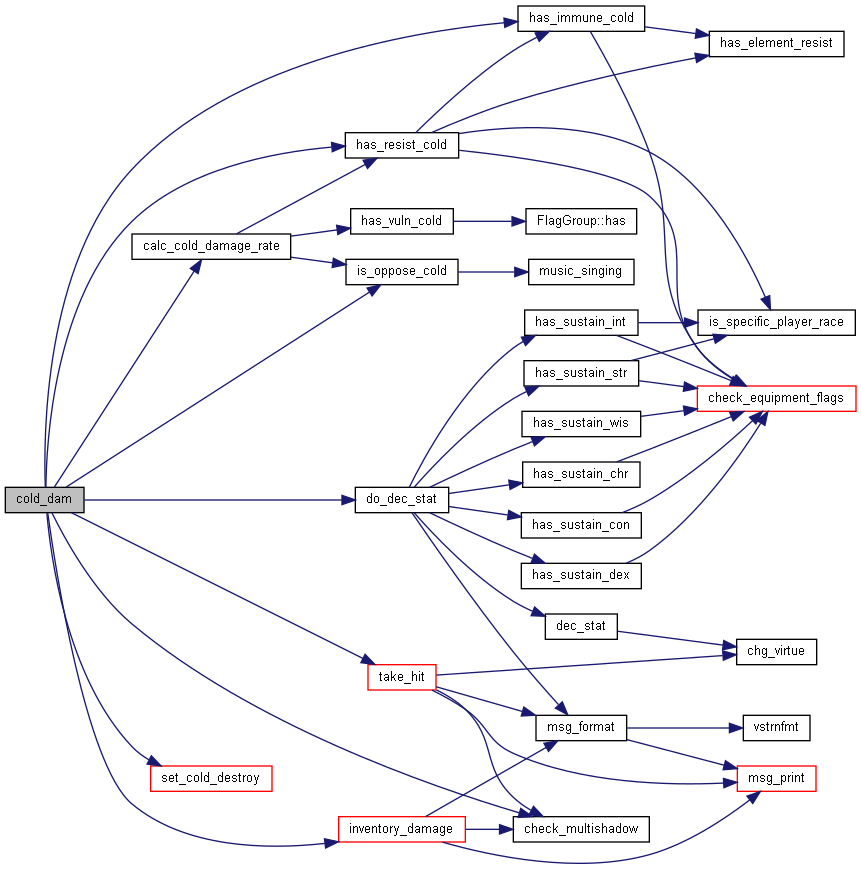 has_immune_cold
has_element_resist
has_resist_cold
has_vuln_cold
FlagGroup::has
calc_cold_damage_rate
is_oppose_cold
music_singing
has_sustain_int
is_specific_player_race
has_sustain_str
check_equipment_flags
has_sustain_wis
has_sustain_chr
cold_dam
do_dec_stat
has_sustain_con
has_sustain_dex
dec_stat
chg_virtue
take_hit
msg_format
vstrnfmt
set_cold_destroy
msg_print
inventory_damage
check_multishadow